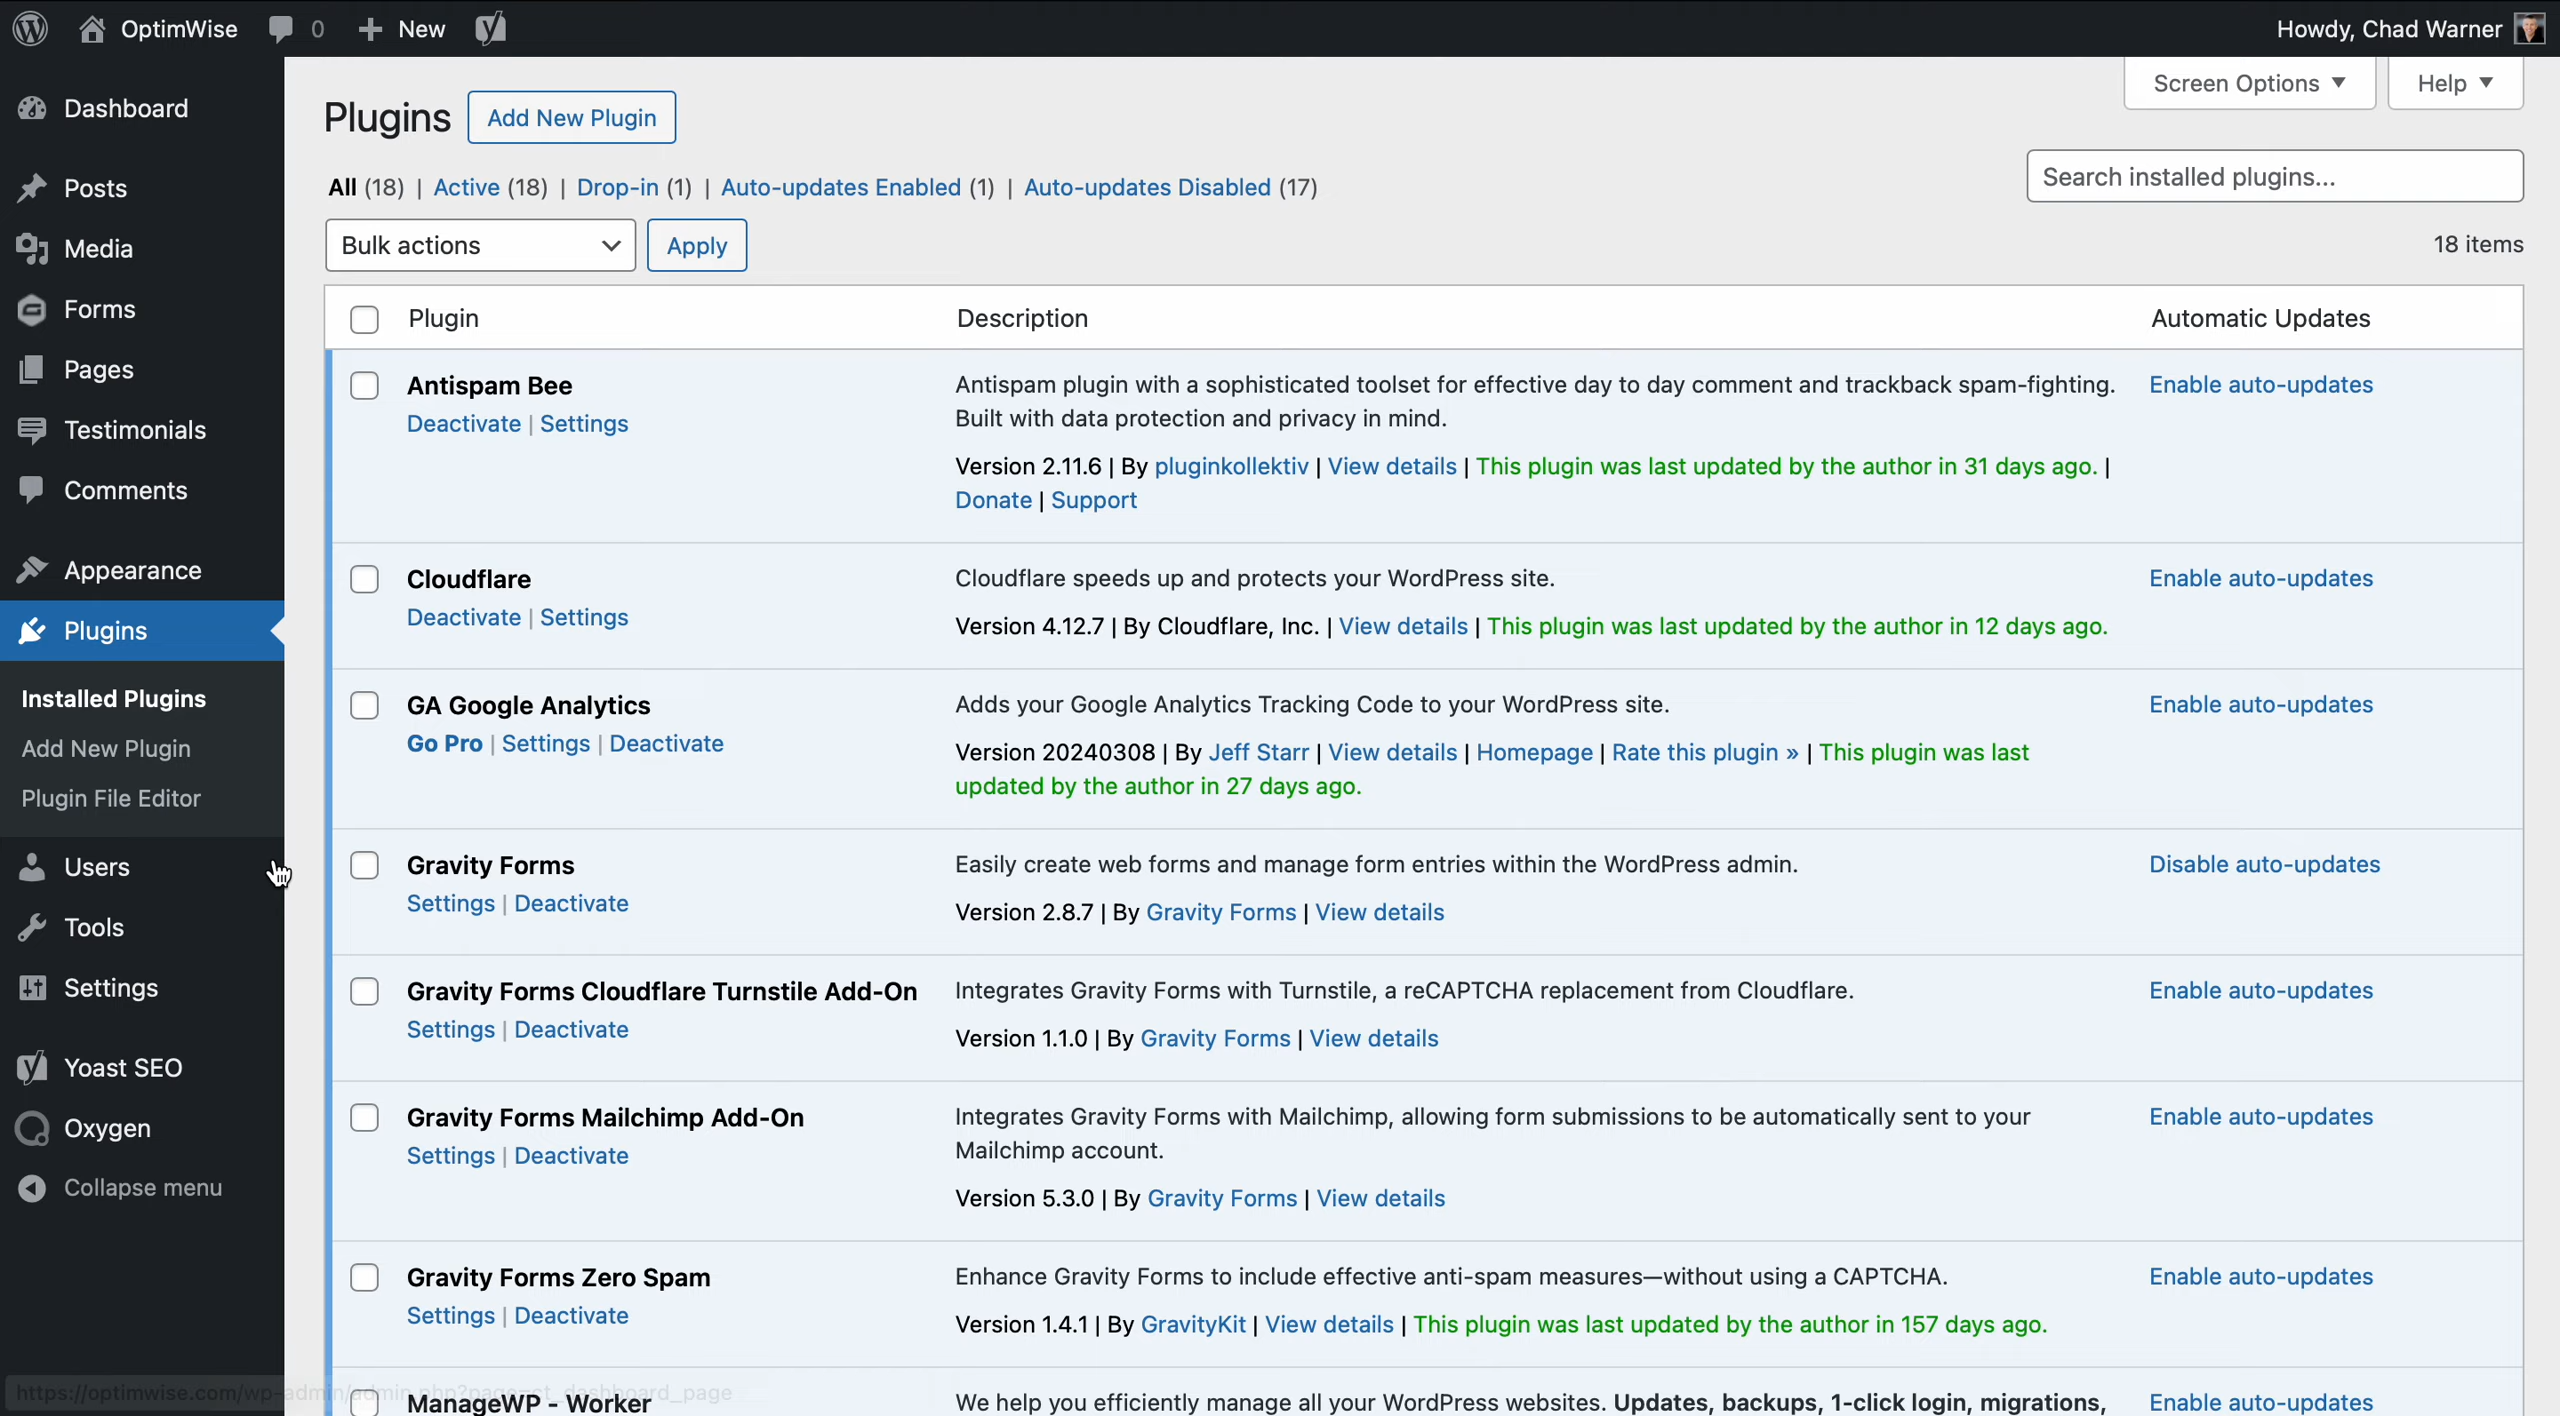 OptimWise 0 New Howdy, Chad Warner
Dashboard
Posts
Media
Forms
Pages
Testimonials
Comments
Appearance
Plugins
Installed Plugins
Add New Plugin
Plugin File Editor
Users
Tools
Settings
Yoast SEO
Oxygen
Collapse menu
Screen Options ▼ Help ▼
Plugins Add New Plugin
All (18) | Active (18) | Drop-in (1) | Auto-updates Enabled (1) | Auto-updates Disabled (17)
Search installed plugins...
Bulk actions Apply
18 items
Plugin Description Automatic Updates
Antispam Bee
Deactivate | Settings
Antispam plugin with a sophisticated toolset for effective day to day comment and trackback spam-fighting.
Built with data protection and privacy in mind.
Version 2.11.6 | By pluginkollektiv | View details | This plugin was last updated by the author in 31 days ago. |
Donate | Support
Enable auto-updates
Cloudflare
Deactivate | Settings
Cloudflare speeds up and protects your WordPress site.
Version 4.12.7 | By Cloudflare, Inc. | View details | This plugin was last updated by the author in 12 days ago.
Enable auto-updates
GA Google Analytics
Go Pro | Settings | Deactivate
Adds your Google Analytics Tracking Code to your WordPress site.
Version 20240308 | By Jeff Starr | View details | Homepage | Rate this plugin » | This plugin was last
updated by the author in 27 days ago.
Enable auto-updates
Gravity Forms
Settings | Deactivate
Easily create web forms and manage form entries within the WordPress admin.
Version 2.8.7 | By Gravity Forms | View details
Disable auto-updates
Gravity Forms Cloudflare Turnstile Add-On
Settings | Deactivate
Integrates Gravity Forms with Turnstile, a reCAPTCHA replacement from Cloudflare.
Version 1.1.0 | By Gravity Forms | View details
Enable auto-updates
Gravity Forms Mailchimp Add-On
Settings | Deactivate
Integrates Gravity Forms with Mailchimp, allowing form submissions to be automatically sent to your
Mailchimp account.
Version 5.3.0 | By Gravity Forms | View details
Enable auto-updates
Gravity Forms Zero Spam
Settings | Deactivate
Enhance Gravity Forms to include effective anti-spam measures—without using a CAPTCHA.
Version 1.4.1 | By GravityKit | View details | This plugin was last updated by the author in 157 days ago.
Enable auto-updates
ManageWP - Worker
We help you efficiently manage all your WordPress websites. Updates, backups, 1-click login, migrations,
Enable auto-updates
https://optimwise.com/wp-admin/admin.php?page=ct_dashboard_page